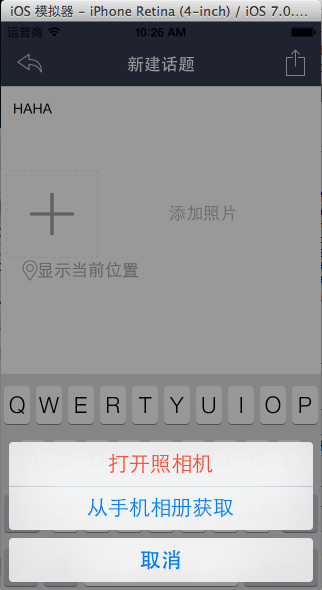 iOS 模拟器 – iPhone Retina (4-inch) / iOS 7.0....
运营商 10:26 AM
新建话题
HAHA
添加照片
显示当前位置
Q W E R T Y U I O P
打开照相机
从手机相册获取
取消